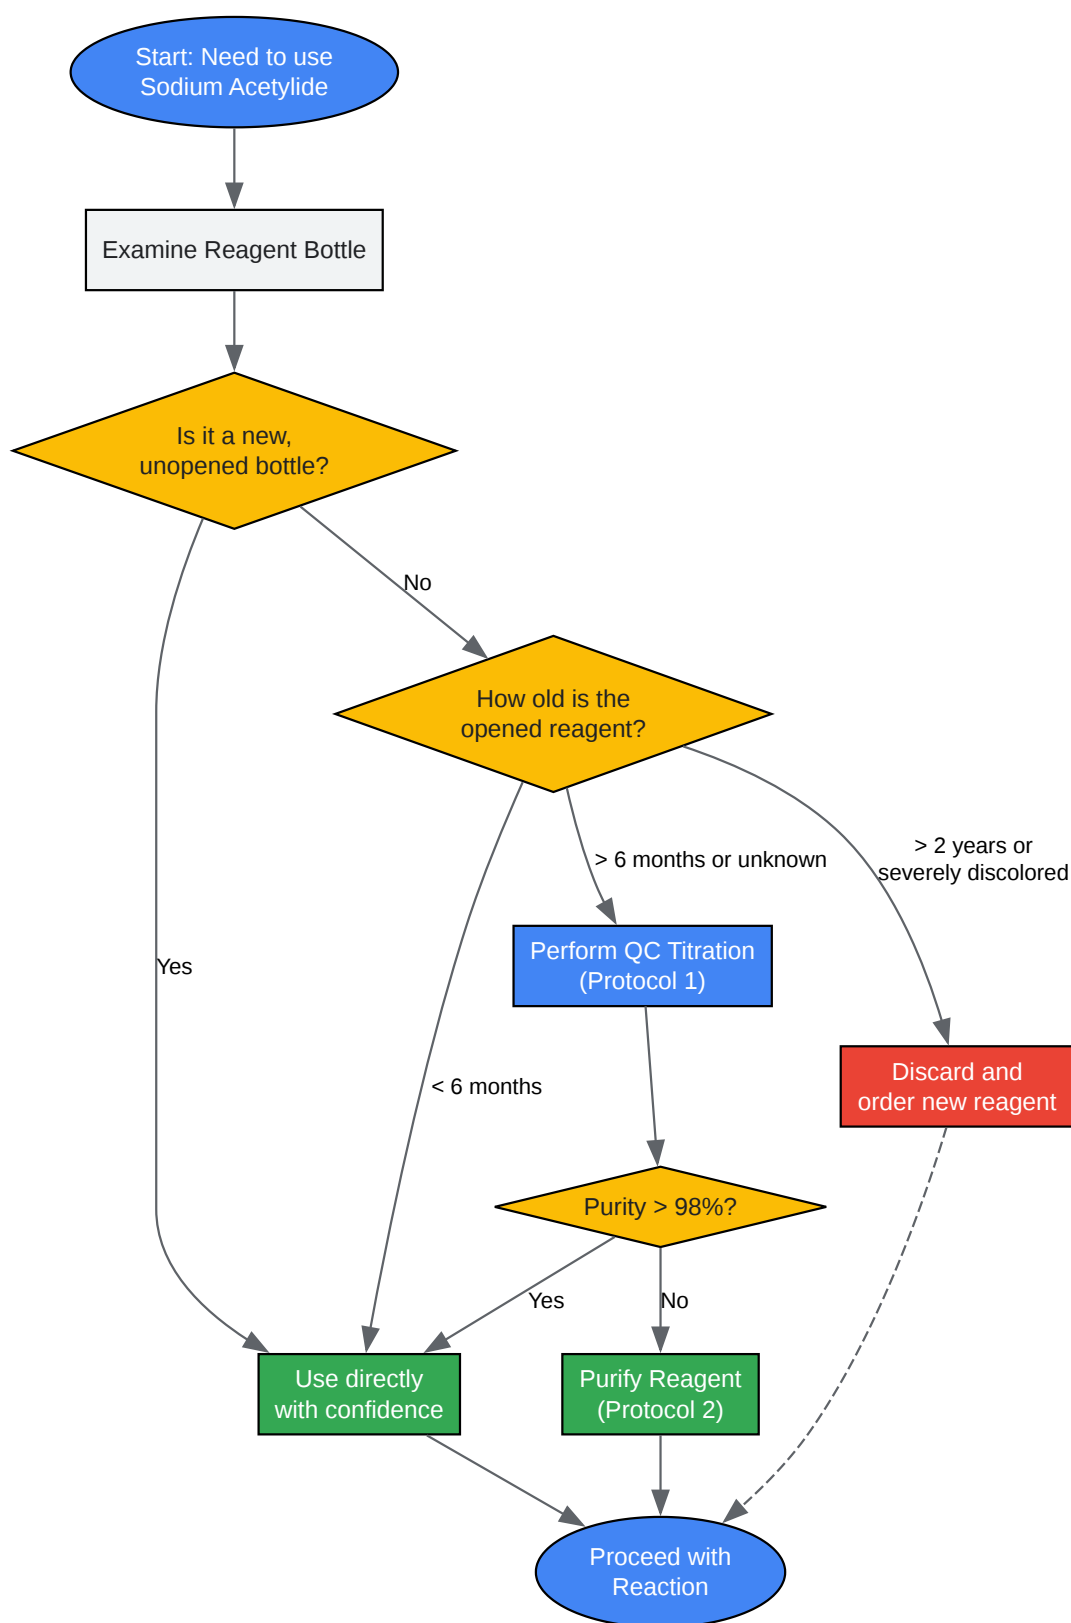 Start: Need to use
Sodium Acetylide
Examine Reagent Bottle
Is it a new,
unopened bottle?
No
How old is the
opened reagent?
> 6 months or unknown
> 2 years or
severely discolored
Perform QC Titration
(Protocol 1)
Yes
Discard and
order new reagent
< 6 months
Purity > 98%?
Yes
No
Use directly
with confidence
Purify Reagent
(Protocol 2)
Proceed with
Reaction